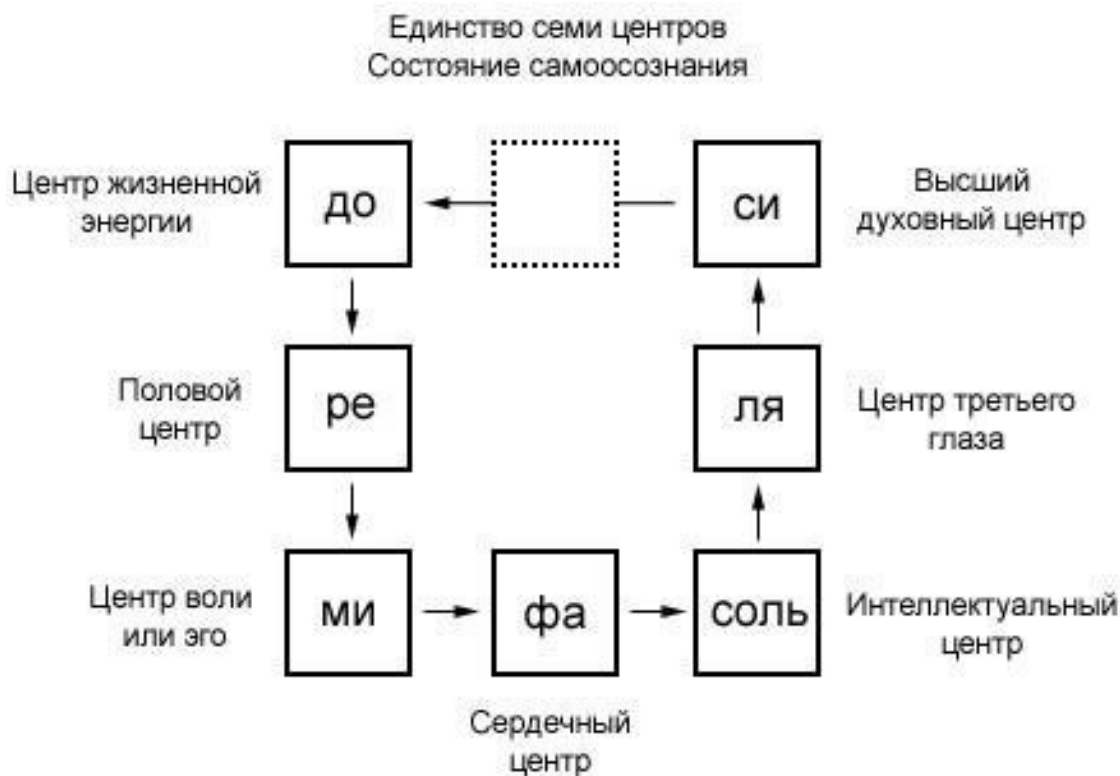 Единство семи центров
Состояние самоосознания
Центр жизненной
энергии
до
си
Высший
духовный центр
Половой
центр
ре
ля
Центр третьего
глаза
Центр воли
или эго
ми
фа
соль
Интеллектуальный
центр
Сердечный
центр